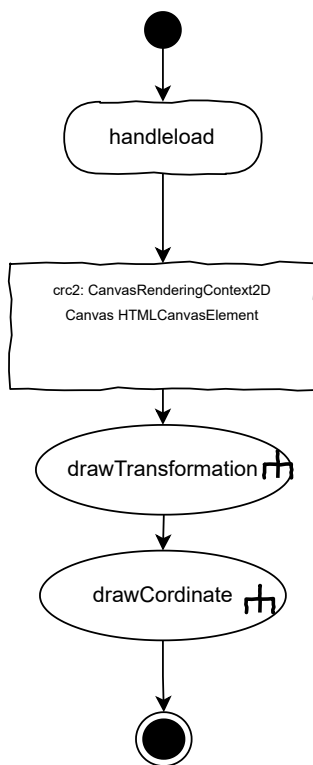 handleload
crc2: CanvasRenderingContext2D
Canvas HTMLCanvasElement
drawTransformation
drawCordinate